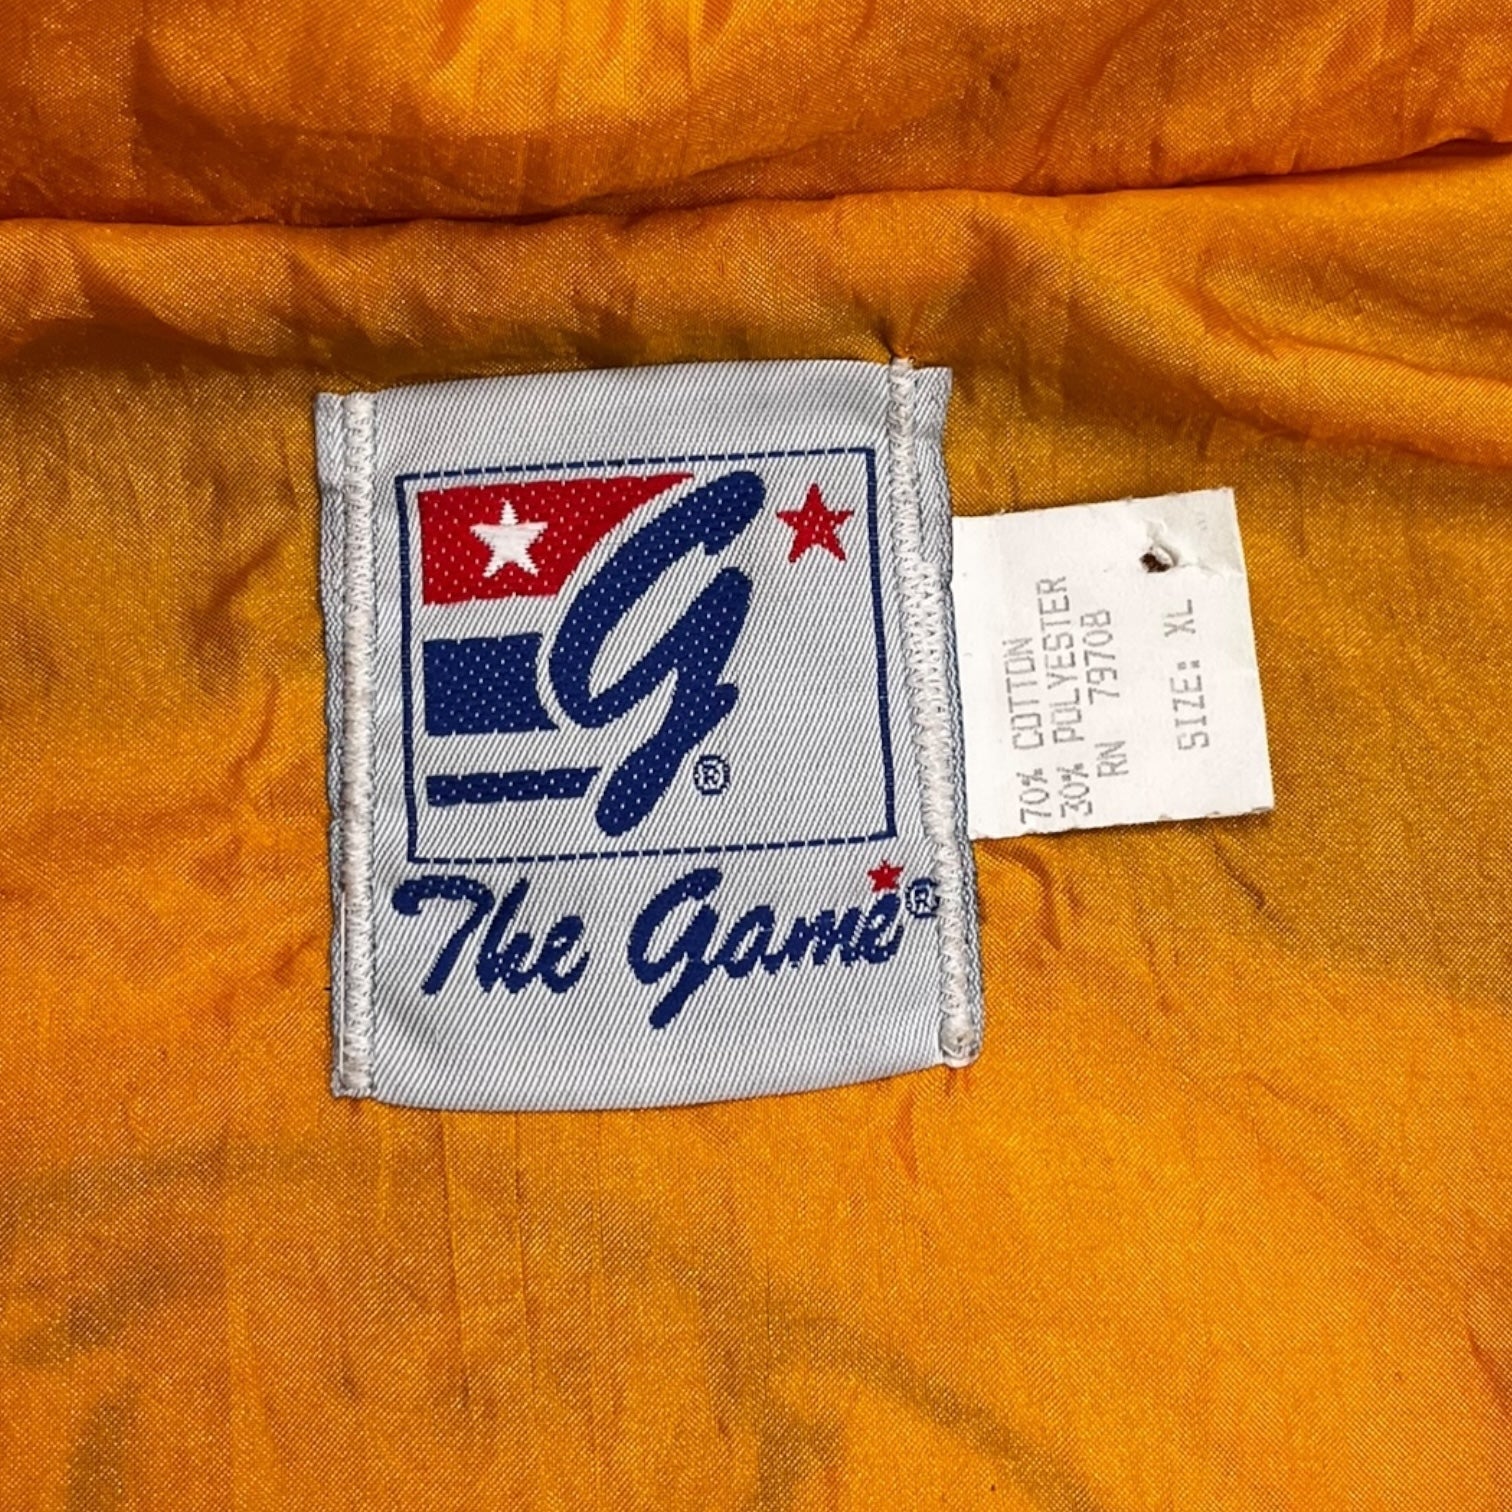 G®
The Game®
70% COTTON
30% POLYESTER
RN 79708
SIZE: XL